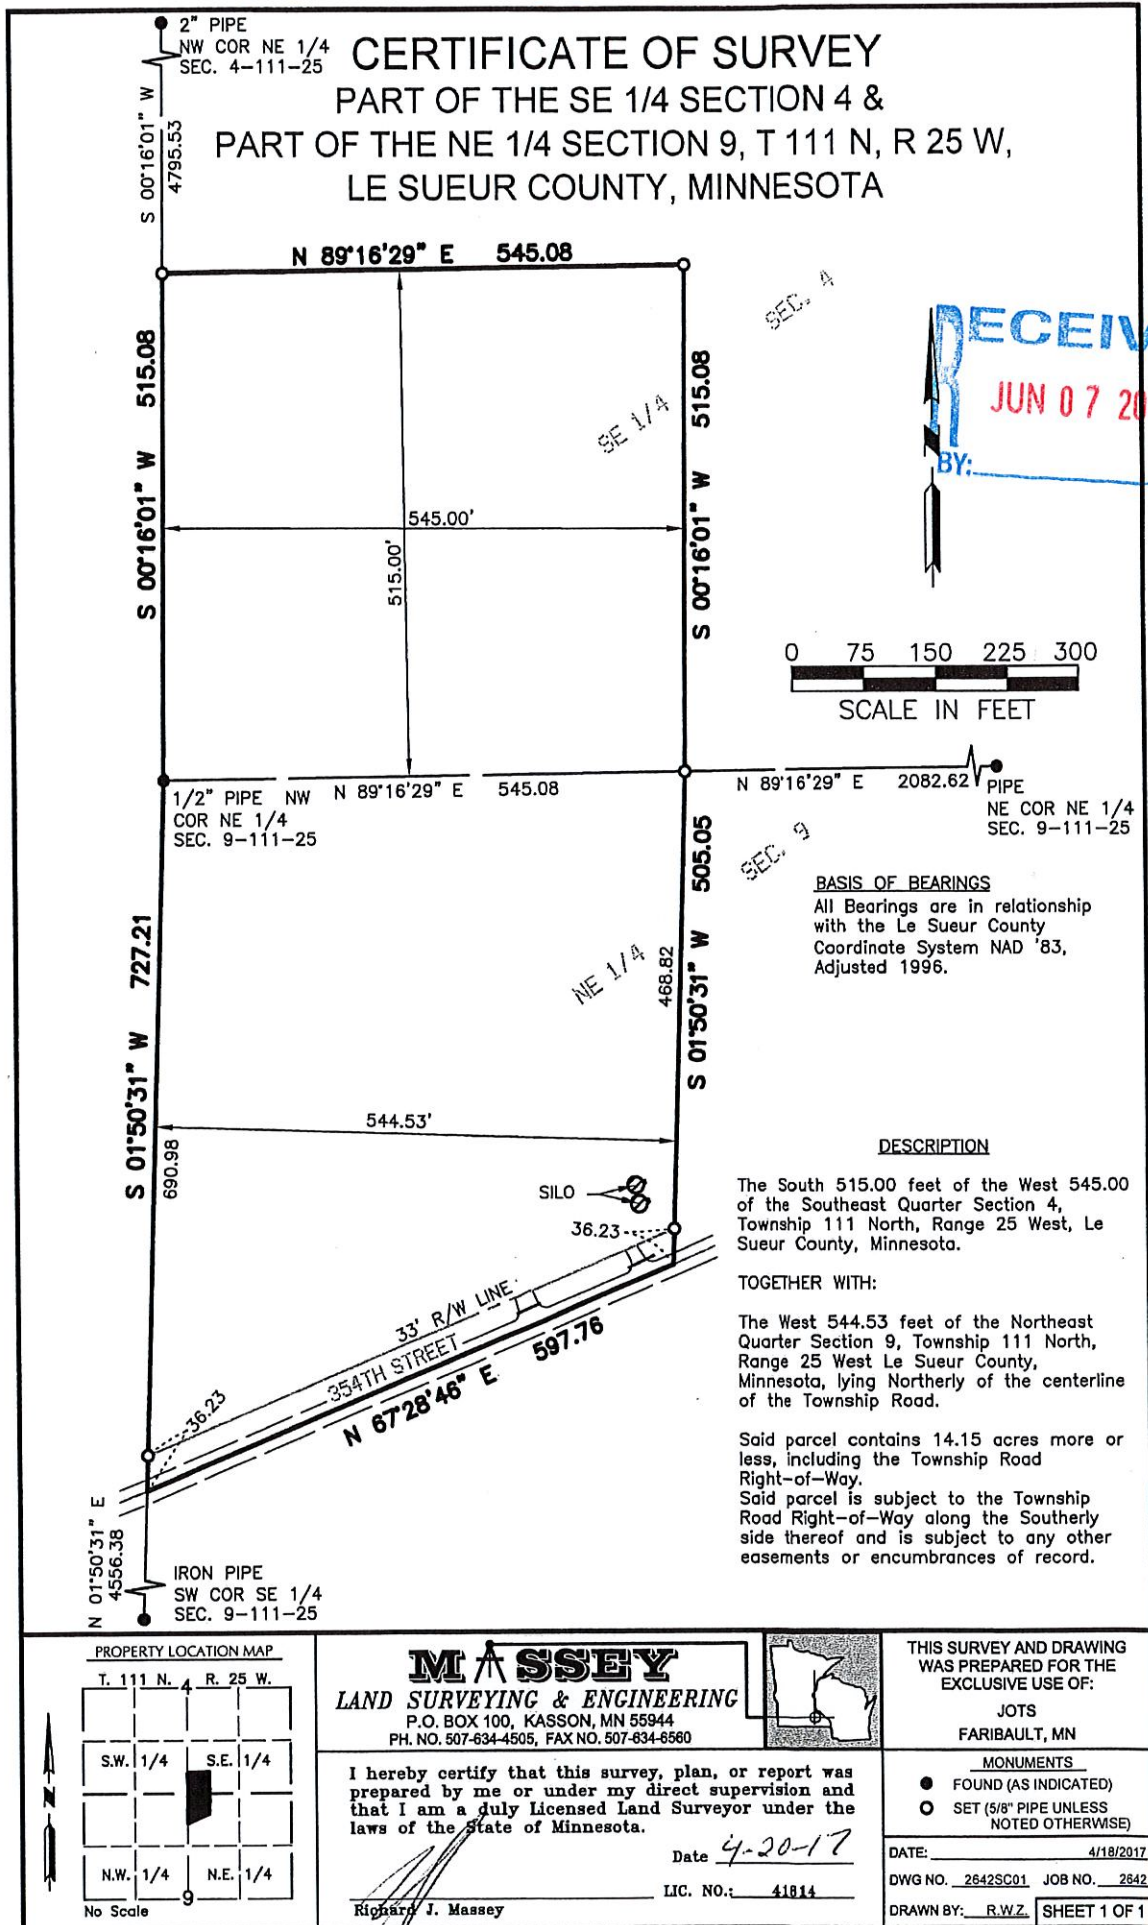 2" PIPE
NW COR NE 1/4
SEC. 4-111-25
CERTIFICATE OF SURVEY
PART OF THE SE 1/4 SECTION 4 &
PART OF THE NE 1/4 SECTION 9, T 111 N, R 25 W,
LE SUEUR COUNTY, MINNESOTA
S 00°16'01" W
4795.53
N 89°16'29" E 545.08
SEC. 4
RECEIV
JUN 07 20
BY:
S 00°16'01" W 515.08
SE 1/4
S 00°16'01" W 515.08
N
545.00'
515.00'
0 75 150 225 300
SCALE IN FEET
1/2" PIPE NW
COR NE 1/4
SEC. 9-111-25
N 89°16'29" E 545.08
N 89°16'29" E 2082.62
PIPE
NE COR NE 1/4
SEC. 9-111-25
SEC. 9
BASIS OF BEARINGS
All Bearings are in relationship
with the Le Sueur County
Coordinate System NAD '83,
Adjusted 1996.
S 01°50'31" W 727.21
690.98
NE 1/4
468.82
S 01°50'31" W 505.05
544.53'
SILO
36.23
33' R/W LINE
354TH STREET
N 67°28'46" E 597.76
36.23
DESCRIPTION
The South 515.00 feet of the West 545.00
of the Southeast Quarter Section 4,
Township 111 North, Range 25 West, Le
Sueur County, Minnesota.
TOGETHER WITH:
The West 544.53 feet of the Northeast
Quarter Section 9, Township 111 North,
Range 25 West Le Sueur County,
Minnesota, lying Northerly of the centerline
of the Township Road.
Said parcel contains 14.15 acres more or
less, including the Township Road
Right-of-Way.
Said parcel is subject to the Township
Road Right-of-Way along the Southerly
side thereof and is subject to any other
easements or encumbrances of record.
N 01°50'31" E
4556.38
IRON PIPE
SW COR SE 1/4
SEC. 9-111-25
PROPERTY LOCATION MAP
T. 111 N. 4 R. 25 W.
S.W. 1/4 S.E. 1/4
N
N.W. 1/4 N.E. 1/4
9
No Scale
MASSEY
LAND SURVEYING & ENGINEERING
P.O. BOX 100, KASSON, MN 55944
PH. NO. 507-634-4505, FAX NO. 507-634-6560
I hereby certify that this survey, plan, or report was
prepared by me or under my direct supervision and
that I am a duly Licensed Land Surveyor under the
laws of the State of Minnesota.
Date 4-20-17
LIC. NO.: 41814
Richard J. Massey
THIS SURVEY AND DRAWING
WAS PREPARED FOR THE
EXCLUSIVE USE OF:
JOTS
FARIBAULT, MN
MONUMENTS
FOUND (AS INDICATED)
SET (5/8" PIPE UNLESS
NOTED OTHERWISE)
DATE: 4/18/2017
DWG NO. 2642SC01 JOB NO. 2642
DRAWN BY: R.W.Z. SHEET 1 OF 1